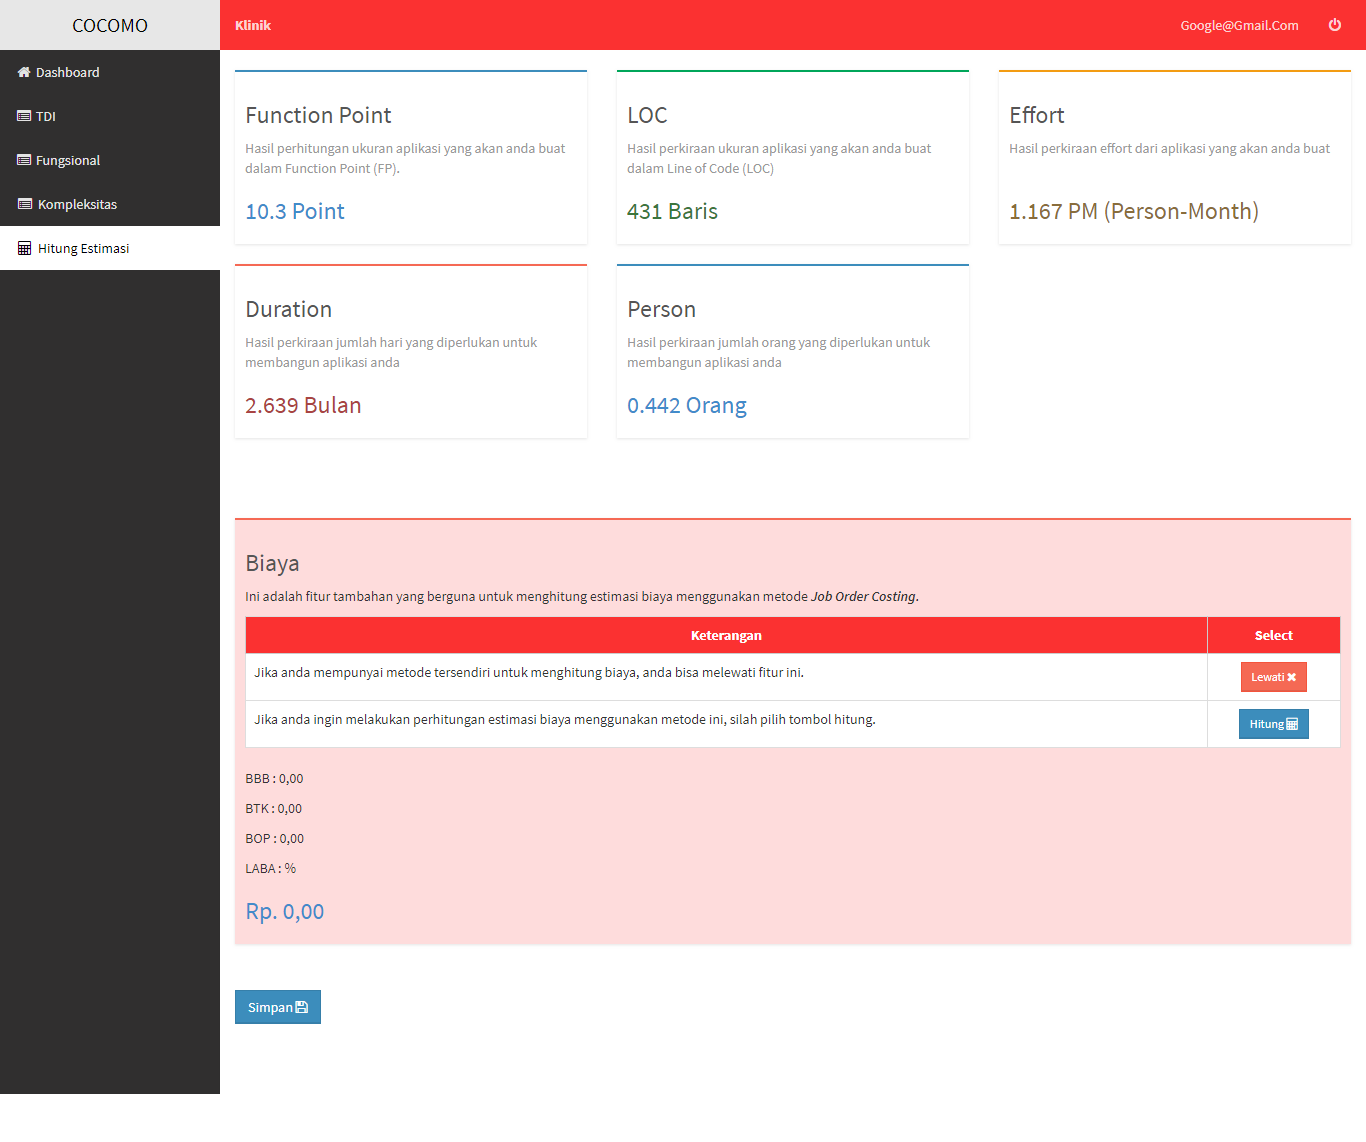 COCOMO
Klinik
Google@Gmail.Com
Dashboard
TDI
Fungsional
Kompleksitas
Hitung Estimasi
Function Point
Hasil perhitungan ukuran aplikasi yang akan anda buat
dalam Function Point (FP).
10.3 Point
LOC
Hasil perkiraan ukuran aplikasi yang akan anda buat
dalam Line of Code (LOC)
431 Baris
Effort
Hasil perkiraan effort dari aplikasi yang akan anda buat
1.167 PM (Person-Month)
Duration
Hasil perkiraan jumlah hari yang diperlukan untuk
membangun aplikasi anda
2.639 Bulan
Person
Hasil perkiraan jumlah orang yang diperlukan untuk
membangun aplikasi anda
0.442 Orang
Biaya
Ini adalah fitur tambahan yang berguna untuk menghitung estimasi biaya menggunakan metode Job Order Costing.
Keterangan Select
Jika anda mempunyai metode tersendiri untuk menghitung biaya, anda bisa melewati fitur ini. Lewati
Jika anda ingin melakukan perhitungan estimasi biaya menggunakan metode ini, silah pilih tombol hitung. Hitung
BBB : 0,00
BTK : 0,00
BOP : 0,00
LABA : %
Rp. 0,00
Simpan